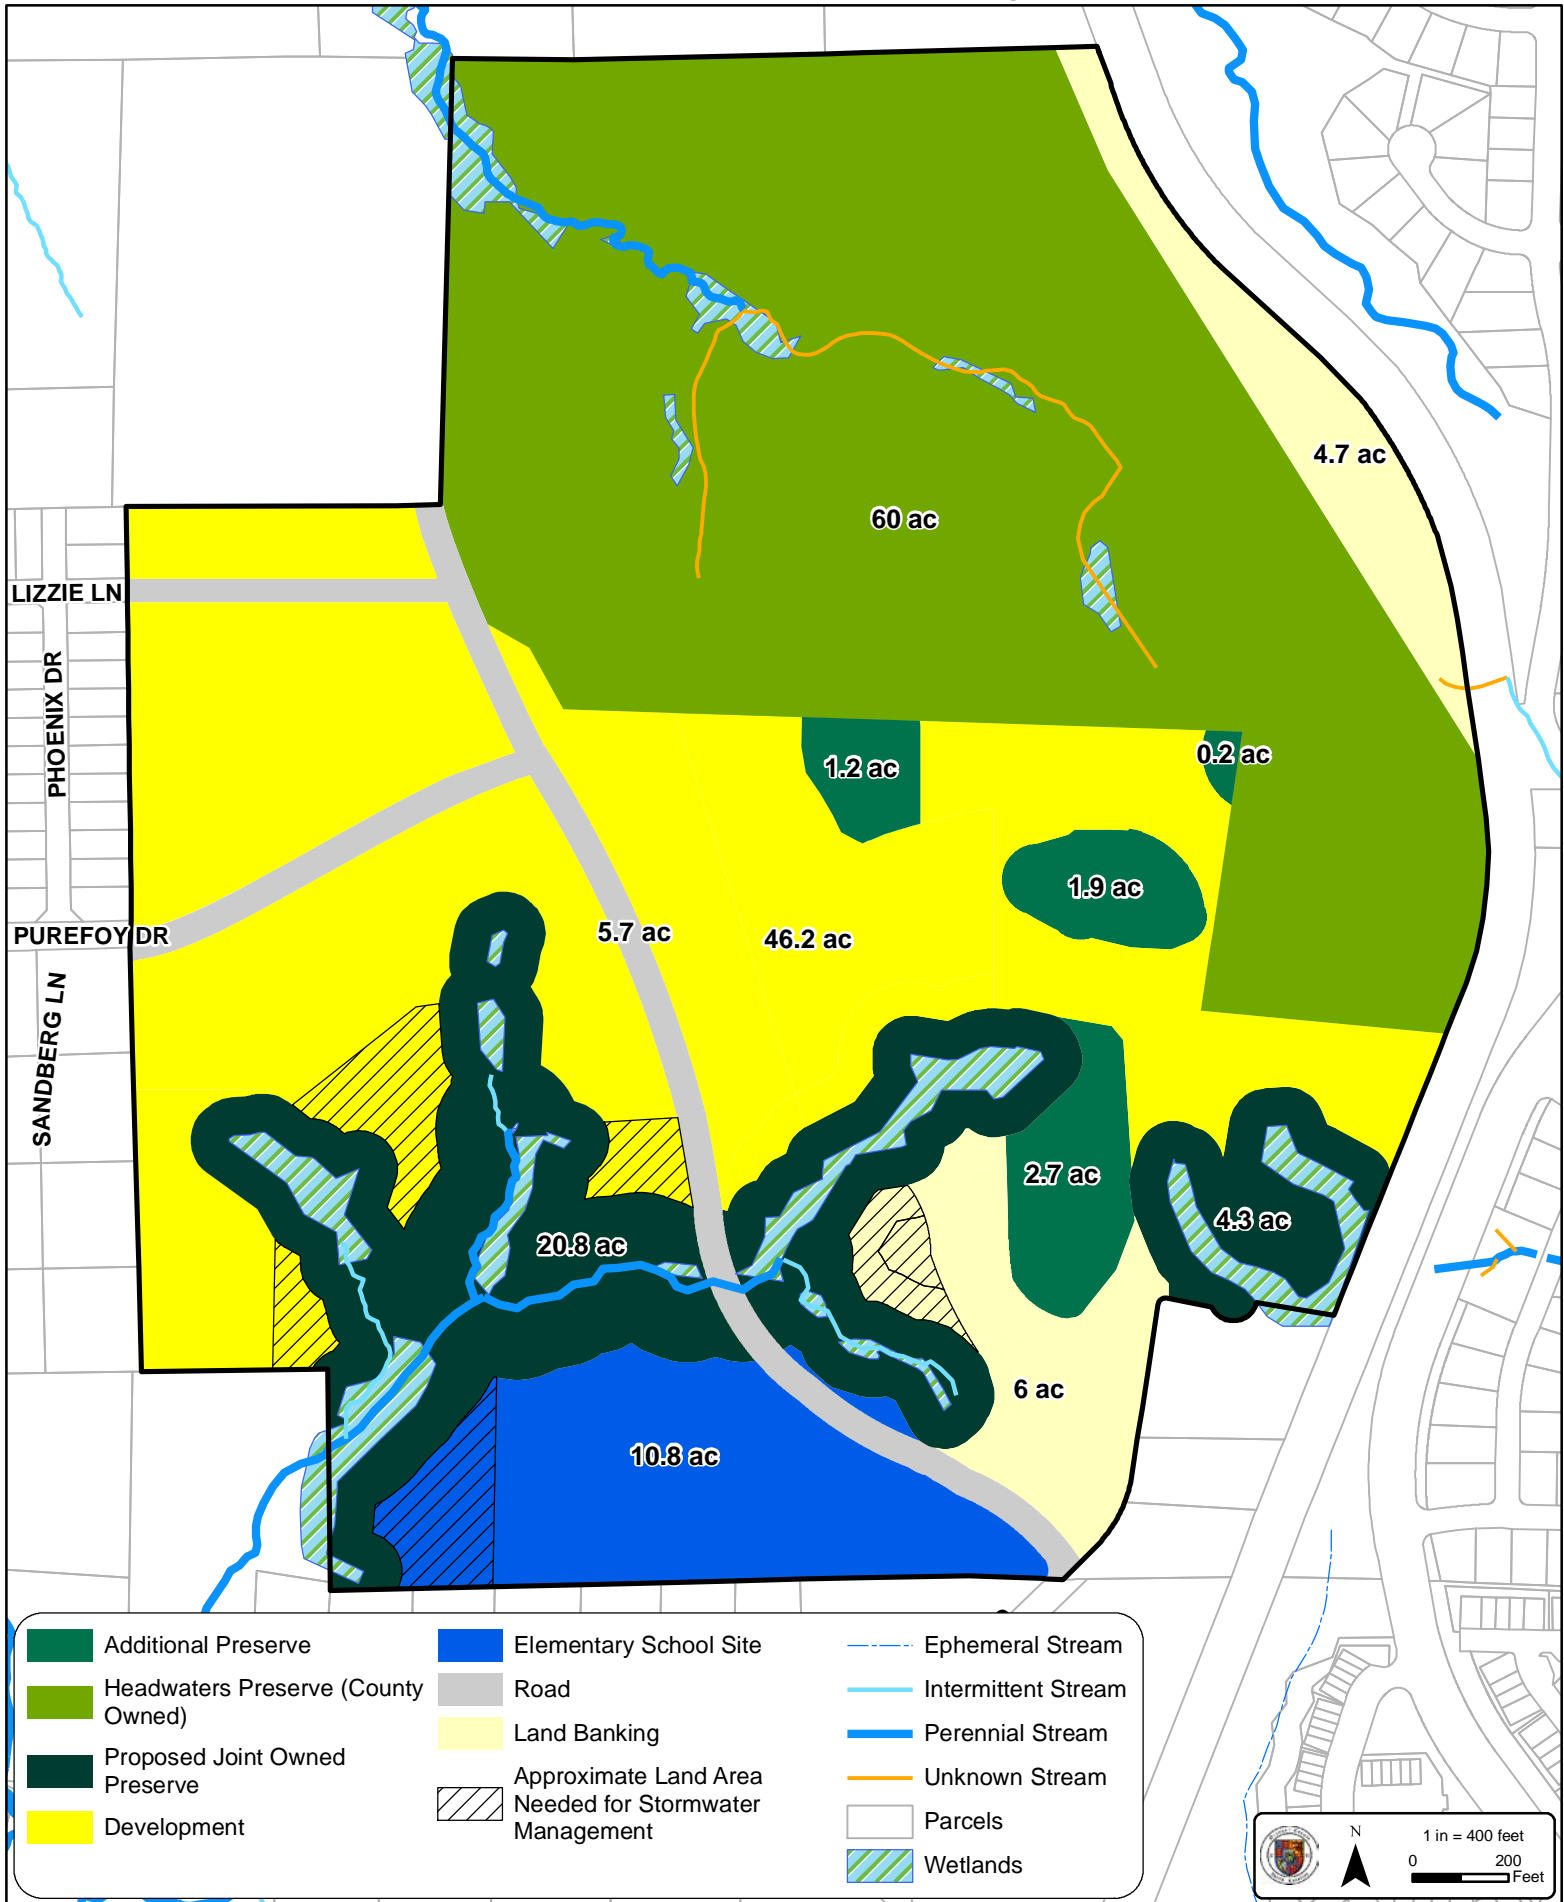 4.7 ac
60 ac
LIZZIE LN
PHOENIX DR
1.2 ac
0.2 ac
1.9 ac
PUREFOY DR
5.7 ac
46.2 ac
SANDBERG LN
2.7 ac
4.3 ac
20.8 ac
6 ac
10.8 ac
Additional Preserve
Headwaters Preserve (County
Owned)
Proposed Joint Owned
Preserve
Development
Elementary School Site
Road
Land Banking
Approximate Land Area
Needed for Stormwater
Management
Ephemeral Stream
Intermittent Stream
Perennial Stream
Unknown Stream
Parcels
Wetlands
N
1 in = 400 feet
0 200
Feet